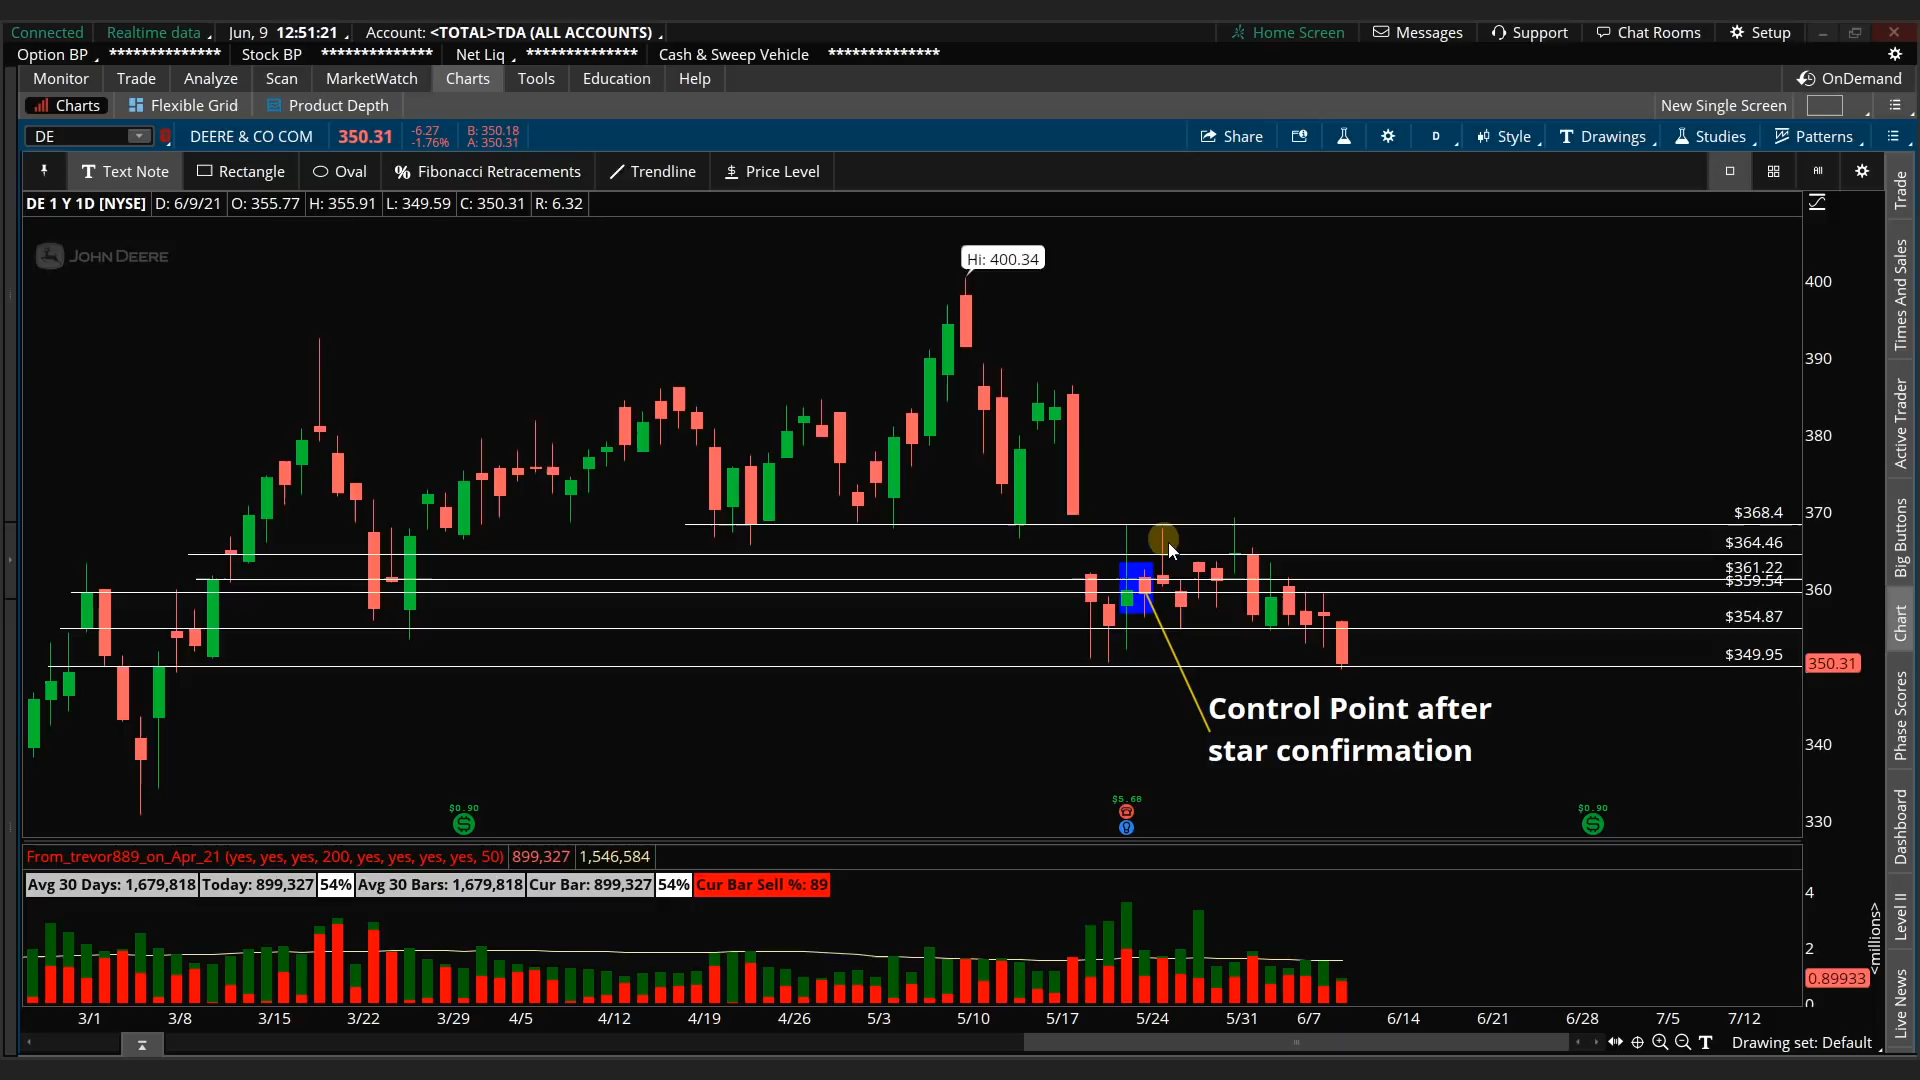 Connected Realtime data Jun, 9 12:51:21 Account: <TOTAL>TDA (ALL ACCOUNTS) Home Screen Messages Support Chat Rooms Setup
Option BP ************** Stock BP ************** Net Liq ************** Cash & Sweep Vehicle **************
Monitor Trade Analyze Scan MarketWatch Charts Tools Education Help OnDemand
Charts Flexible Grid Product Depth New Single Screen
DE DEERE & CO COM 350.31 -6.27 B: 350.18 Share D Style Drawings Studies Patterns
-1.76% A: 350.31
Text Note Rectangle Oval % Fibonacci Retracements Trendline $ Price Level All
DE 1 Y 1D [NYSE] D: 6/9/21 O: 355.77 H: 355.91 L: 349.59 C: 350.31 R: 6.32
JOHN DEERE
Hi: 400.34
400
390
380
370
360
340
330
$368.4
$364.46
$361.22
$359.54
$354.87
$349.95
350.31
Control Point after
star confirmation
$0.90 $5.68 $0.90
From_trevor889_on_Apr_21 (yes, yes, yes, 200, yes, yes, yes, yes, 50) 899,327 1,546,584
Avg 30 Days: 1,679,818 Today: 899,327 54% Avg 30 Bars: 1,679,818 Cur Bar: 899,327 54% Cur Bar Sell %: 89
4
2
0.89933
0
<millions>
3/1 3/8 3/15 3/22 3/29 4/5 4/12 4/19 4/26 5/3 5/10 5/17 5/24 5/31 6/7 6/14 6/21 6/28 7/5 7/12
Drawing set: Default
Trade
Times And Sales
Active Trader
Big Buttons
Chart
Phase Scores
Dashboard
Level II
Live News